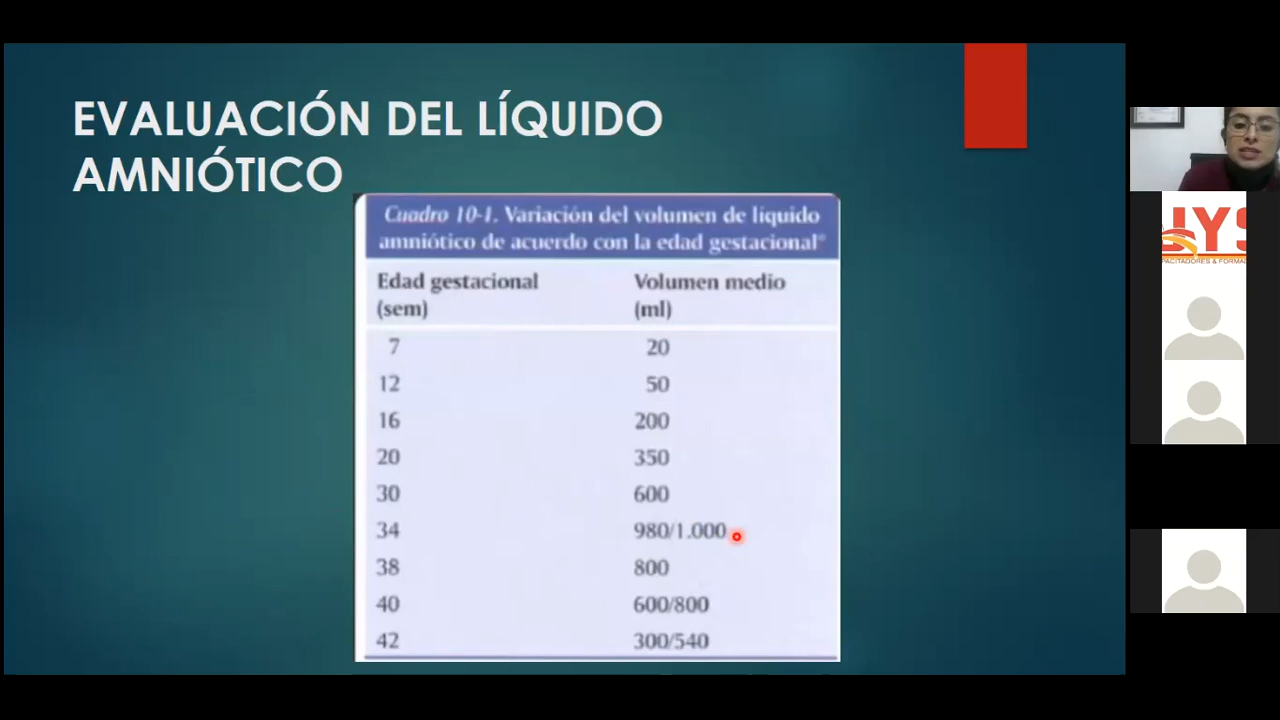 EVALUACIÓN DEL LÍQUIDO
AMNIÓTICO
Cuadro 10-1. Variación del volumen de líquido
amniótico de acuerdo con la edad gestacional
Edad gestacional Volumen medio
(sem) (ml)
7 20
12 50
16 200
20 350
30 600
34 980/1.000
38 800
40 600/800
42 300/540